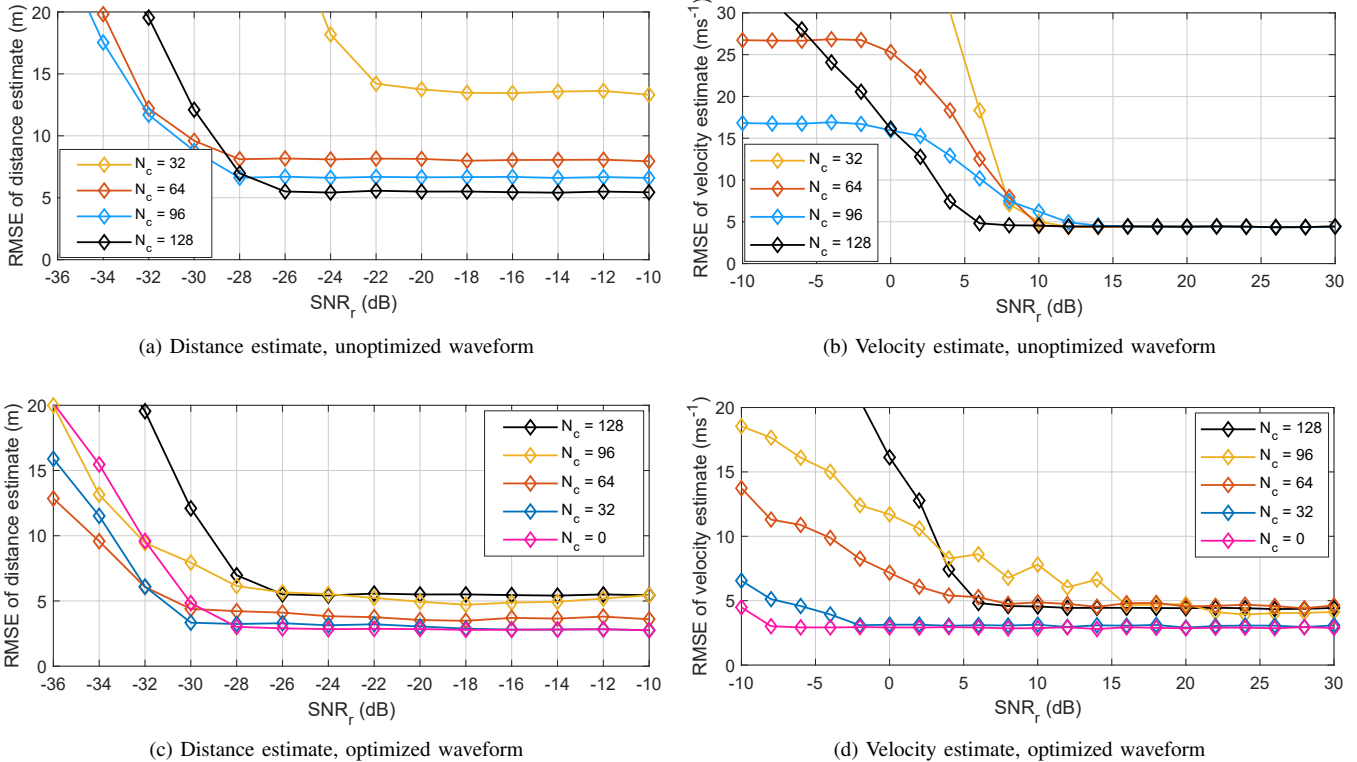 RMSE of distance estimate (m)
20
15
10
5
0
N_c = 32
N_c = 64
N_c = 96
N_c = 128
-36 -34 -32 -30 -28 -26 -24 -22 -20 -18 -16 -14 -12 -10
SNR_r (dB)
(a) Distance estimate, unoptimized waveform
RMSE of velocity estimate (ms^-1)
30
25
20
15
10
5
0
N_c = 32
N_c = 64
N_c = 96
N_c = 128
-10 -5 0 5 10 15 20 25 30
SNR_r (dB)
(b) Velocity estimate, unoptimized waveform
RMSE of distance estimate (m)
20
15
10
5
0
N_c = 128
N_c = 96
N_c = 64
N_c = 32
N_c = 0
-36 -34 -32 -30 -28 -26 -24 -22 -20 -18 -16 -14 -12 -10
SNR_r (dB)
(c) Distance estimate, optimized waveform
RMSE of velocity estimate (ms^-1)
20
15
10
5
0
N_c = 128
N_c = 96
N_c = 64
N_c = 32
N_c = 0
-10 -5 0 5 10 15 20 25 30
SNR_r (dB)
(d) Velocity estimate, optimized waveform